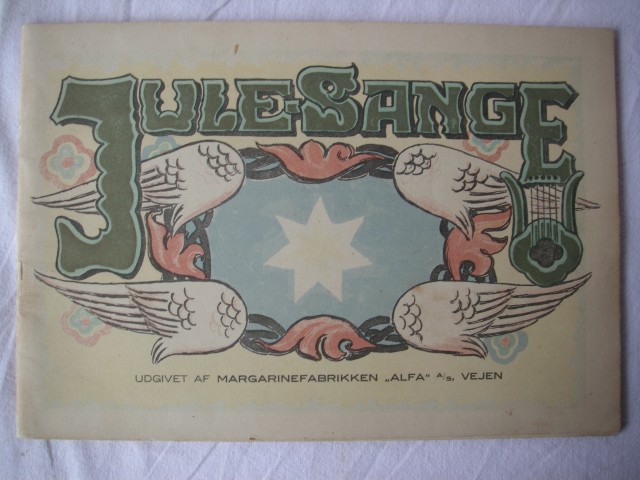 JULE-SANGE
UDGIVET AF MARGARINEFABRIKKEN „ALFA" A/S, VEJEN